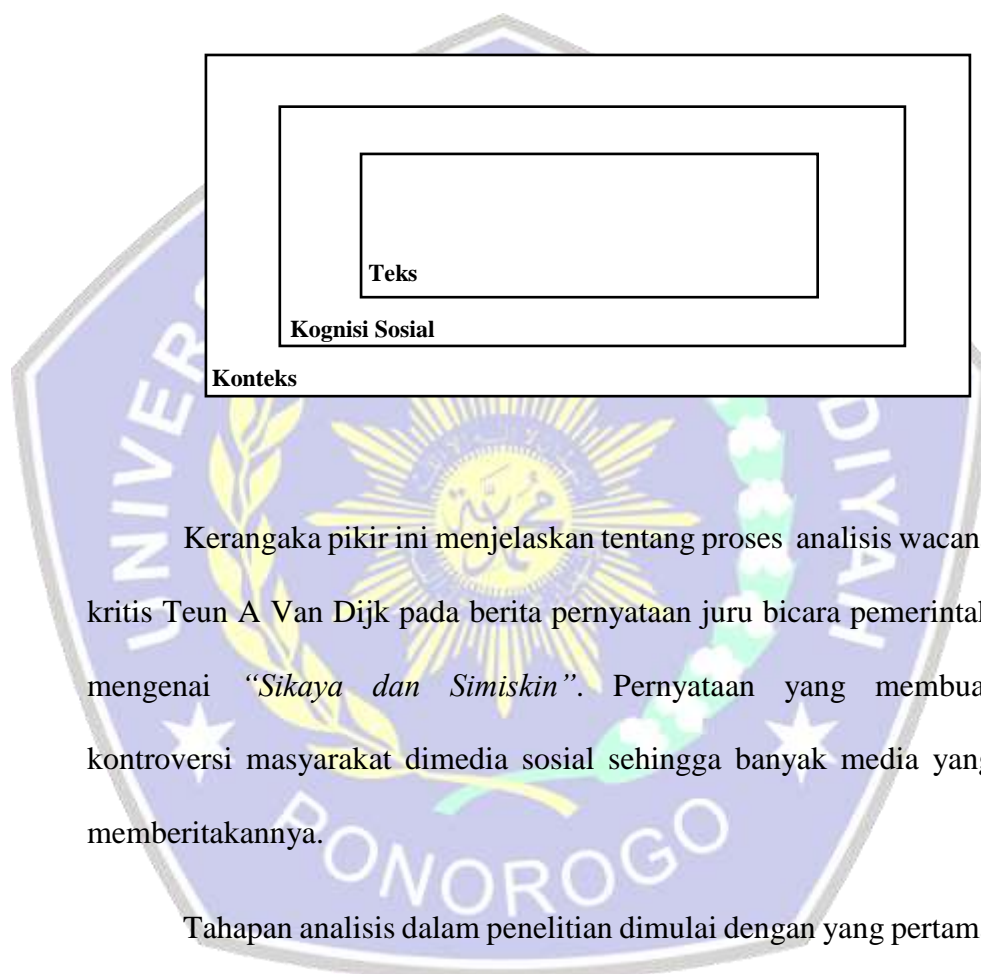 Teks
Kognisi Sosial
Konteks
Kerangaka pikir ini menjelaskan tentang proses analisis wacan
kritis Teun A Van Dijk pada berita pernyataan juru bicara pemerintal
mengenai “Sikaya dan Simiskin”. Pernyataan yang membua
kontroversi masyarakat dimedia sosial sehingga banyak media yang
memberitakannya.
Tahapan analisis dalam penelitian dimulai dengan yang pertam
PONOROGO